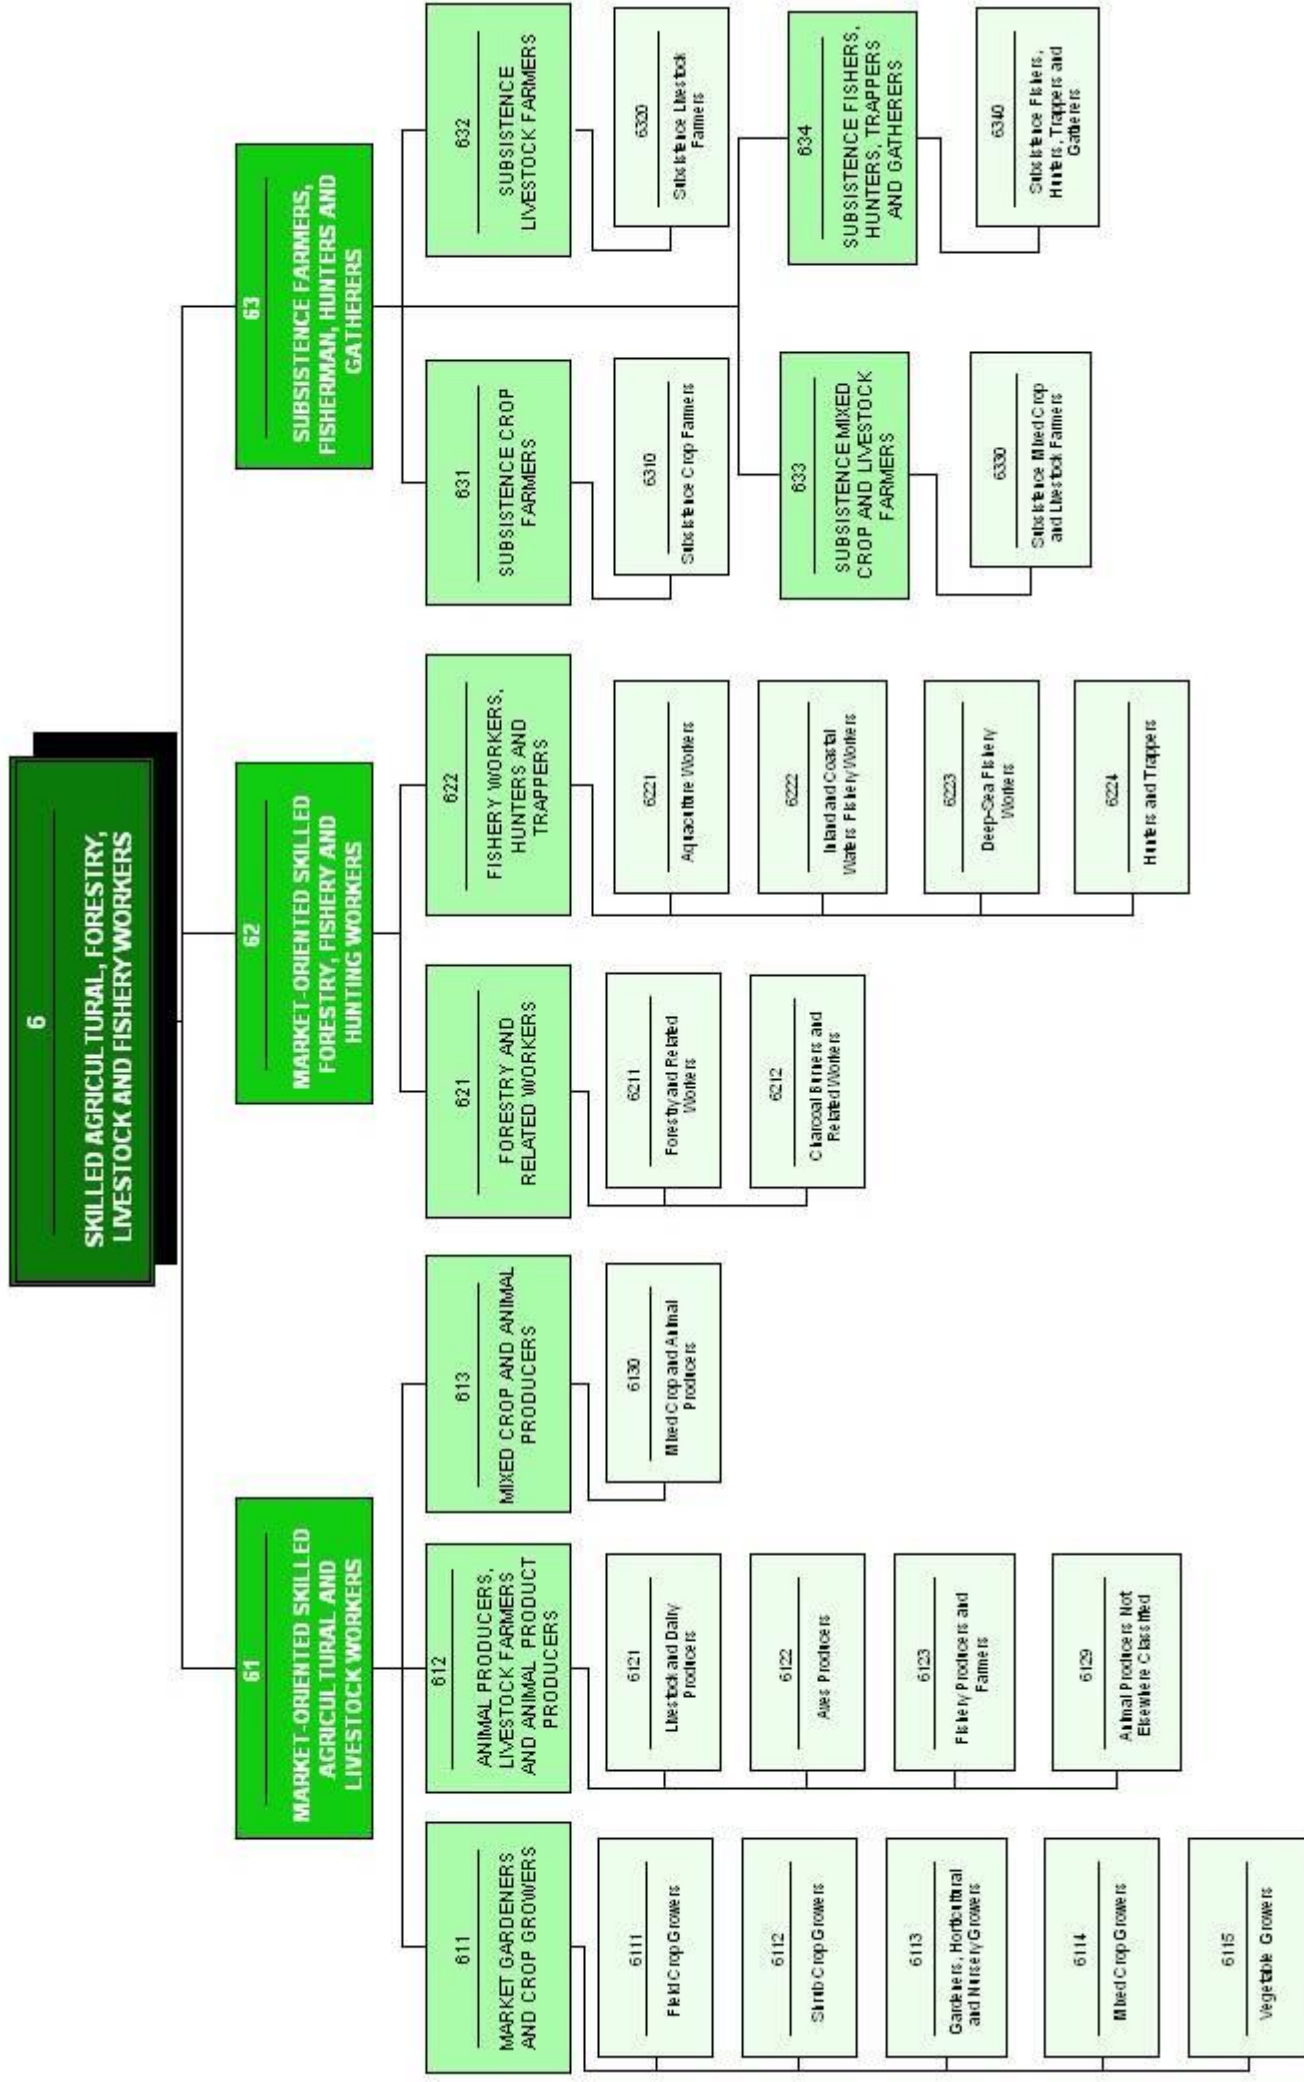 6
SKILLED AGRICULTURAL, FORESTRY,
LIVESTOCK AND FISHERY WORKERS
61
MARKET-ORIENTED SKILLED
AGRICULTURAL AND
LIVESTOCK WORKERS
62
MARKET-ORIENTED SKILLED
FORESTRY, FISHERY AND
HUNTING WORKERS
63
SUBSISTENCE FARMERS,
FISHERMAN, HUNTERS AND
GATHERERS
611
MARKET GARDENERS
AND CROP GROWERS
6111
Field Crop Growers
6112
Shrub Crop Growers
6113
Gardeners, Horticultural
and Nursery Growers
6114
Mixed Crop Growers
6115
Vegetable Growers
612
ANIMAL PRODUCERS,
LIVESTOCK FARMERS
AND ANIMAL PRODUCT
PRODUCERS
6121
Livestock and Dairy
Producers
6122
Aves Producers
6123
Fishery Producers and
Farmers
6129
Animal Producers Not
Elsewhere Classified
613
MIXED CROP AND ANIMAL
PRODUCERS
6130
Mixed Crop and Animal
Producers
621
FORESTRY AND
RELATED WORKERS
6211
Forestry and Related
Workers
6212
Charcoal Burners and
Related Workers
622
FISHERY WORKERS,
HUNTERS AND
TRAPPERS
6221
Aquaculture Workers
6222
Inland and Coastal
Waters Fishery Workers
6223
Deep-Sea Fishery
Workers
6224
Hunters and Trappers
631
SUBSISTENCE CROP
FARMERS
6310
Subsistence Crop Farmers
632
SUBSISTENCE
LIVESTOCK FARMERS
6320
Subsistence Livestock
Farmers
633
SUBSISTENCE MIXED
CROP AND LIVESTOCK
FARMERS
6330
Subsistence Mixed Crop
and Livestock Farmers
634
SUBSISTENCE FISHERS,
HUNTERS, TRAPPERS
AND GATHERERS
6340
Subsistence Fishers,
Hunters, Trappers and
Gatherers